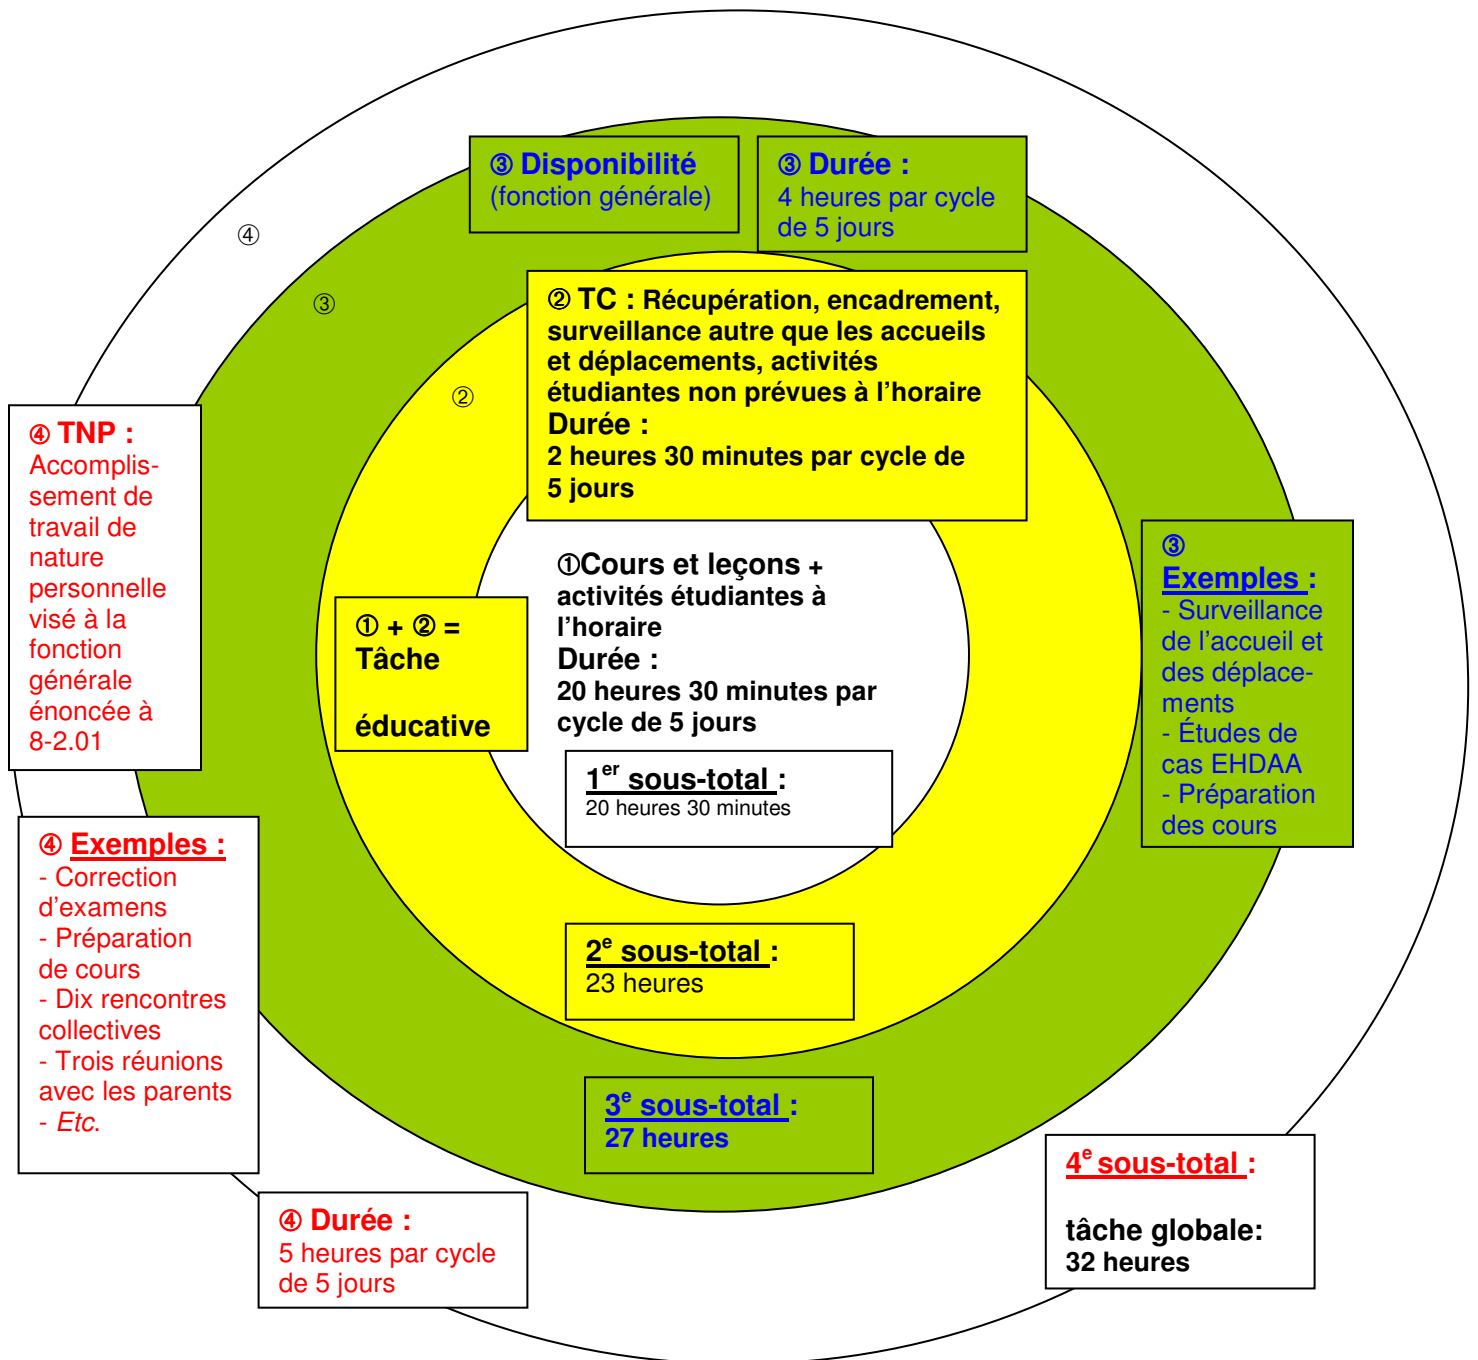 ③ Disponibilité
(fonction générale)
③ Durée :
4 heures par cycle
de 5 jours
④
③
②
② TC : Récupération, encadrement,
surveillance autre que les accueils
et déplacements, activités
étudiantes non prévues à l’horaire
Durée :
2 heures 30 minutes par cycle de
5 jours
④ TNP :
Accomplis-
sement de
travail de
nature
personnelle
visé à la
fonction
générale
énoncée à
8-2.01
①Cours et leçons +
activités étudiantes à
l’horaire
Durée :
20 heures 30 minutes par
cycle de 5 jours
① + ② =
Tâche
éducative
③
Exemples :
- Surveillance
de l’accueil et
des déplace-
ments
- Études de
cas EHDAA
- Préparation
des cours
1er sous-total :
20 heures 30 minutes
④ Exemples :
- Correction
d’examens
- Préparation
de cours
- Dix rencontres
collectives
- Trois réunions
avec les parents
- Etc.
2e sous-total :
23 heures
3e sous-total :
27 heures
4e sous-total :
tâche globale:
32 heures
④ Durée :
5 heures par cycle
de 5 jours